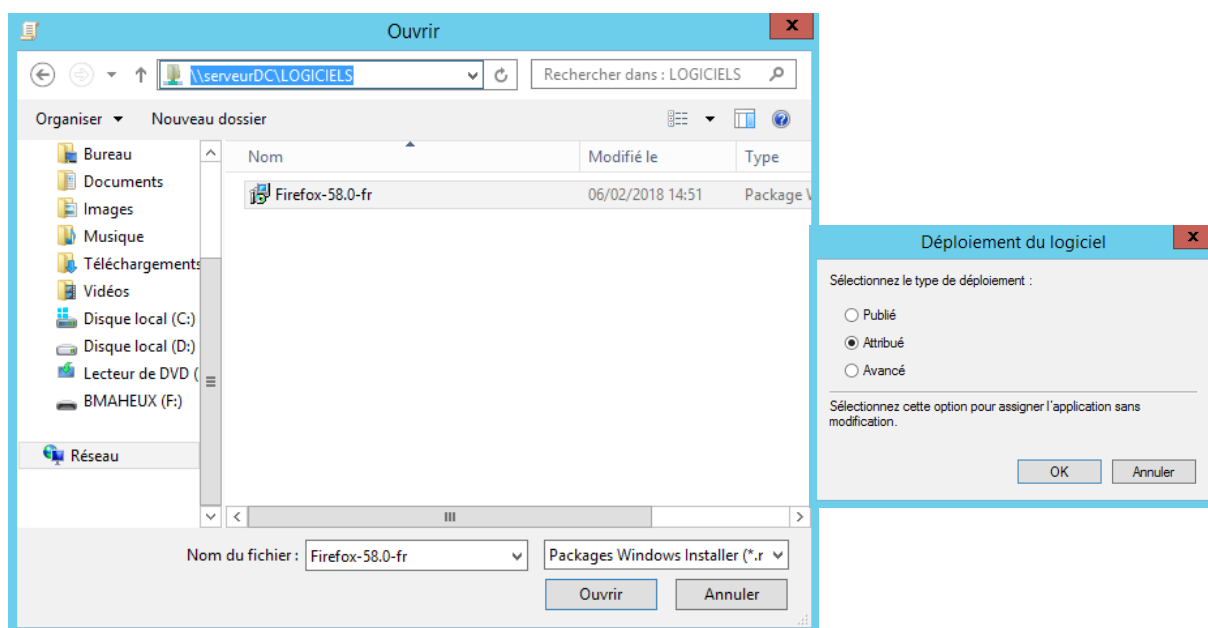 Ouvrir
x
\\serveurDC\LOGICIELS
Rechercher dans : LOGICIELS
Organiser
Nouveau dossier
Bureau
Documents
Images
Musique
Téléchargements
Vidéos
Disque local (C:)
Disque local (D:)
Lecteur de DVD (
BMAHEUX (F:)
Réseau
Nom
Modifié le
Type
Firefox-58.0-fr
06/02/2018 14:51
Package
Nom du fichier :
Firefox-58.0-fr
Packages Windows Installer (*.r
Ouvrir
Annuler
Déploiement du logiciel
x
Sélectionnez le type de déploiement :
Publié
Attribué
Avancé
Sélectionnez cette option pour assigner l'application sans
modification.
OK
Annuler